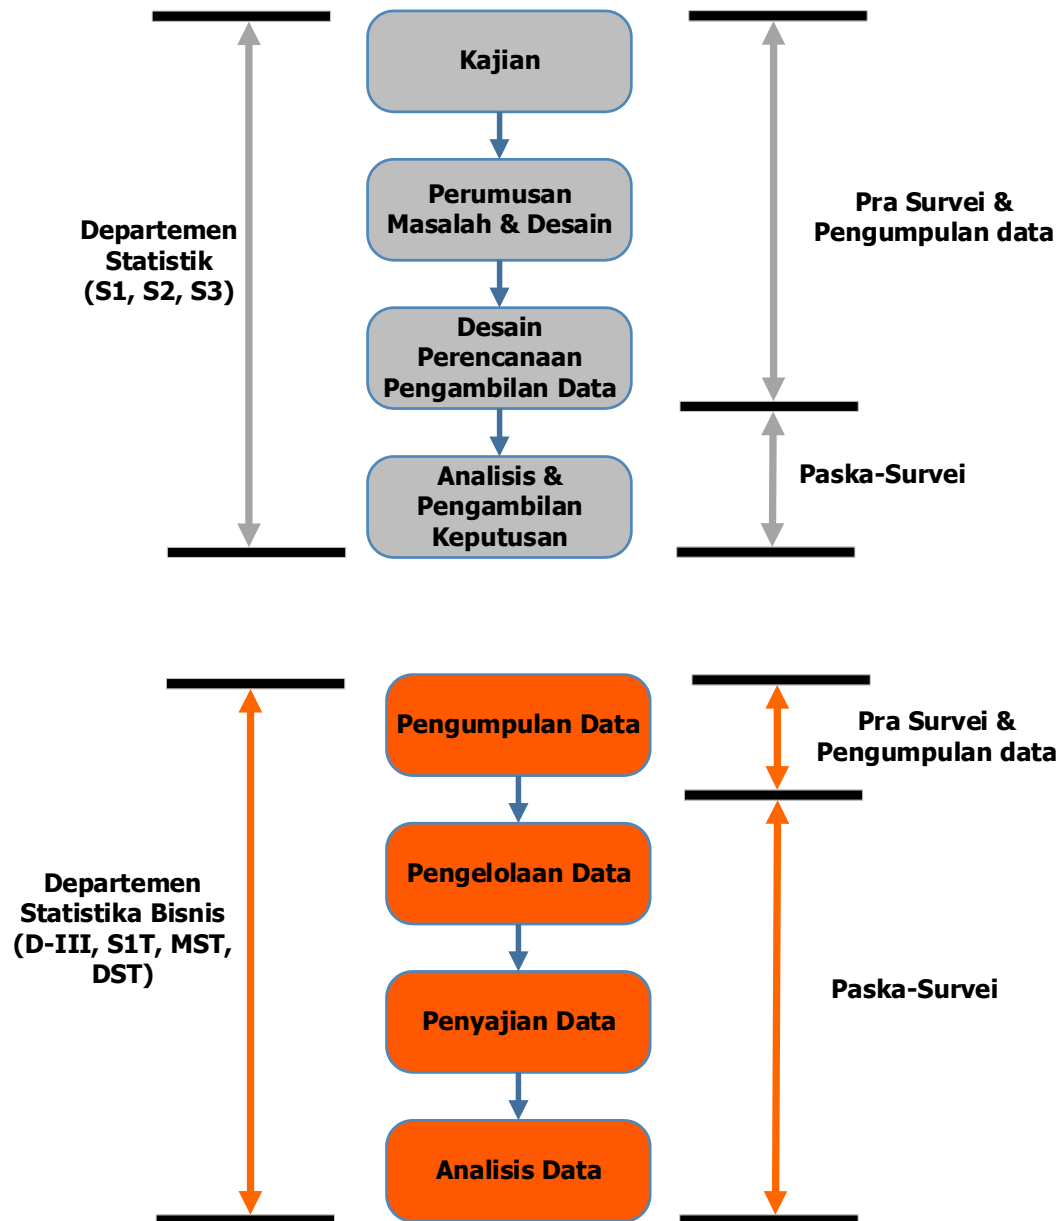 Kajian
Perumusan
Masalah & Desain
Desain
Perencanaan
Pengambilan Data
Analisis &
Pengambilan
Keputusan
Departemen
Statistik
(S1, S2, S3)
Pra Survei &
Pengumpulan data
Paska-Survei
Pengumpulan Data
Pengelolaan Data
Penyajian Data
Analisis Data
Departemen
Statistika Bisnis
(D-III, S1T, MST,
DST)
Pra Survei &
Pengumpulan data
Paska-Survei